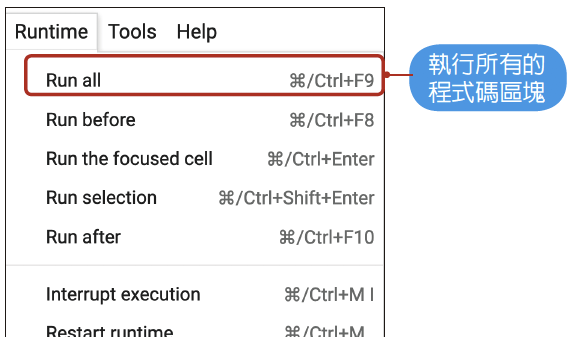 Runtime Tools Help
Run all ⌘/Ctrl+F9
執行所有的
程式碼區塊
Run before ⌘/Ctrl+F8
Run the focused cell ⌘/Ctrl+Enter
Run selection ⌘/Ctrl+Shift+Enter
Run after ⌘/Ctrl+F10
Interrupt execution ⌘/Ctrl+M I
Restart runtime ⌘/Ctrl+M .